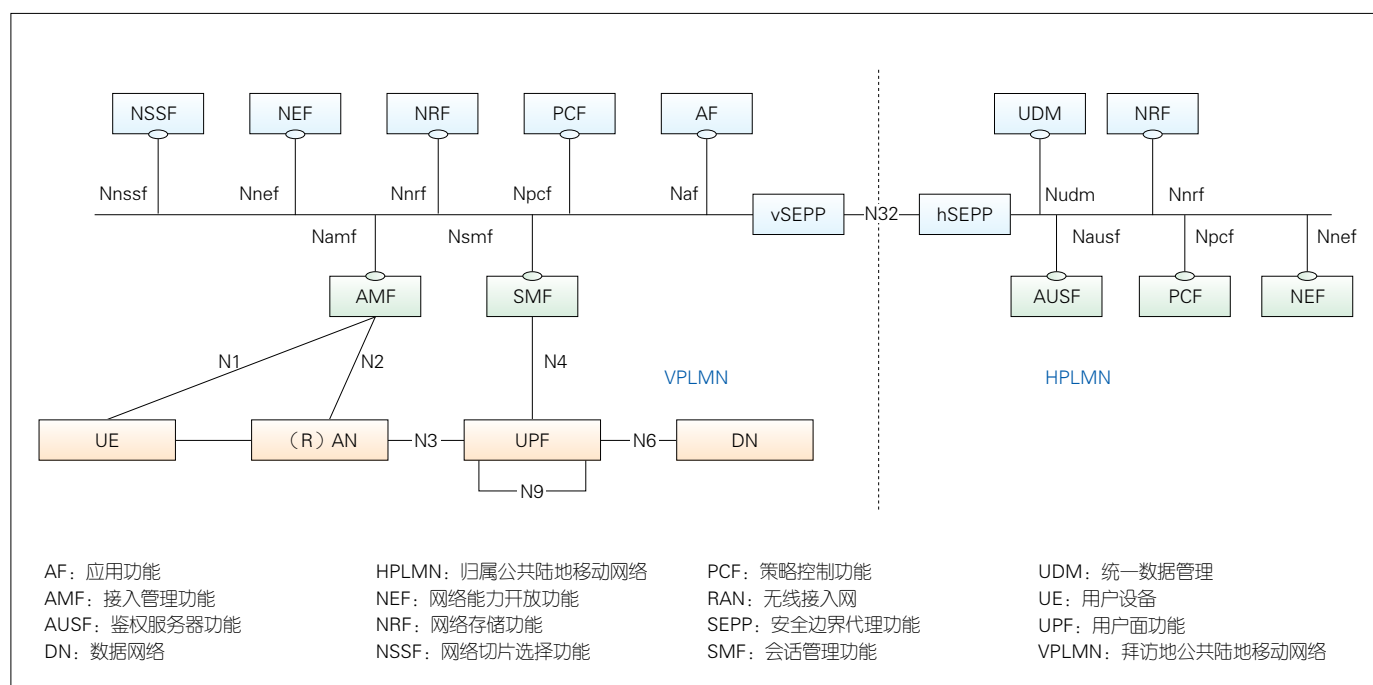 NSSF NEF NRF PCF AF UDM NRF
Nnssf Nnef Nnrf Npcf Naf Nudm Nnrf
vSEPP N32 hSEPP
Namf Nsmf Nausf Npcf Nnef
AMF SMF AUSF PCF NEF
N1 N2 N4
VPLMN HPLMN
UE （R）AN N3 UPF N6 DN
N9
AF：应用功能
AMF：接入管理功能
AUSF：鉴权服务器功能
DN：数据网络
HPLMN：归属公共陆地移动网络
NEF：网络能力开放功能
NRF：网络存储功能
NSSF：网络切片选择功能
PCF：策略控制功能
RAN：无线接入网
SEPP：安全边界代理功能
SMF：会话管理功能
UDM：统一数据管理
UE：用户设备
UPF：用户面功能
VPLMN：拜访地公共陆地移动网络